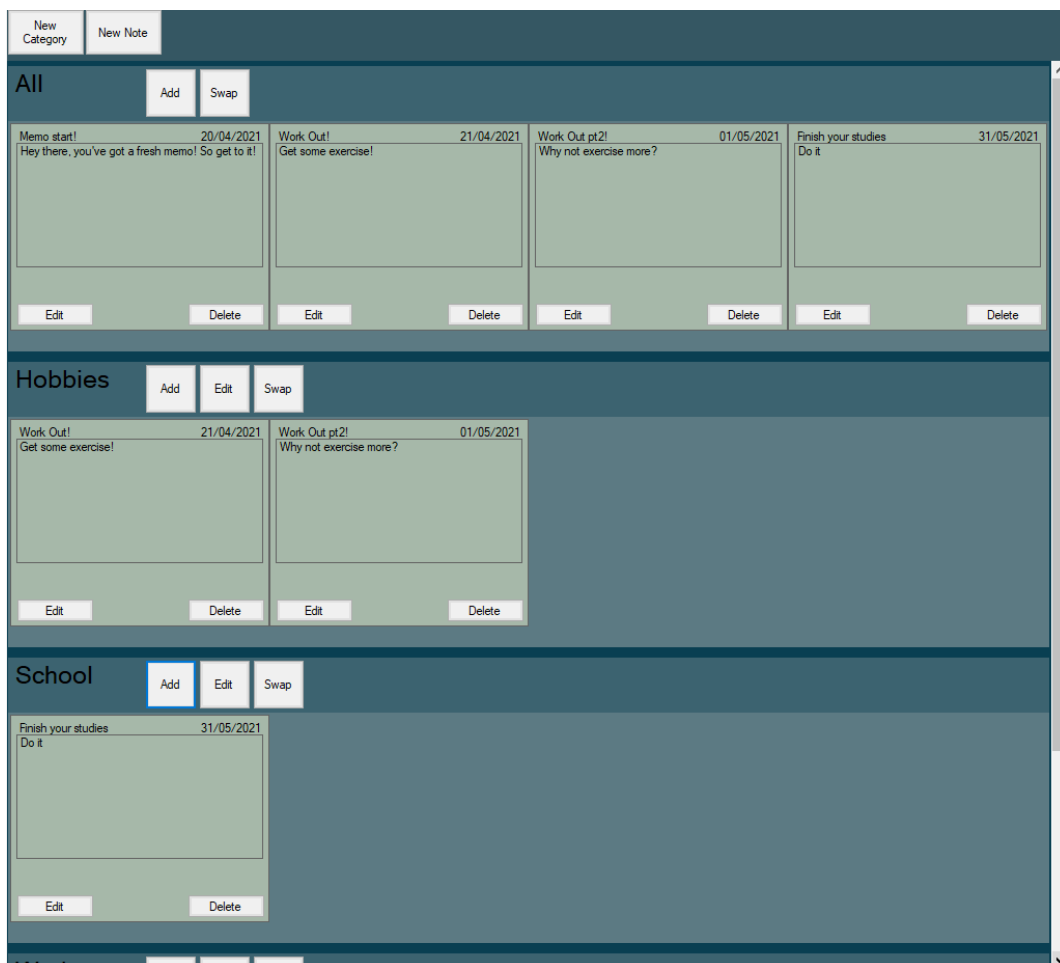 New Category
New Note
All
Add
Swap
Memo start! 20/04/2021
Hey there, you've got a fresh memo! So get to it!
Edit Delete
Work Out! 21/04/2021
Get some exercise!
Edit Delete
Work Out pt2! 01/05/2021
Why not exercise more?
Edit Delete
Finish your studies 31/05/2021
Do it
Edit Delete
Hobbies
Add
Edit
Swap
Work Out! 21/04/2021
Get some exercise!
Edit Delete
Work Out pt2! 01/05/2021
Why not exercise more?
Edit Delete
School
Add
Edit
Swap
Finish your studies 31/05/2021
Do it
Edit Delete